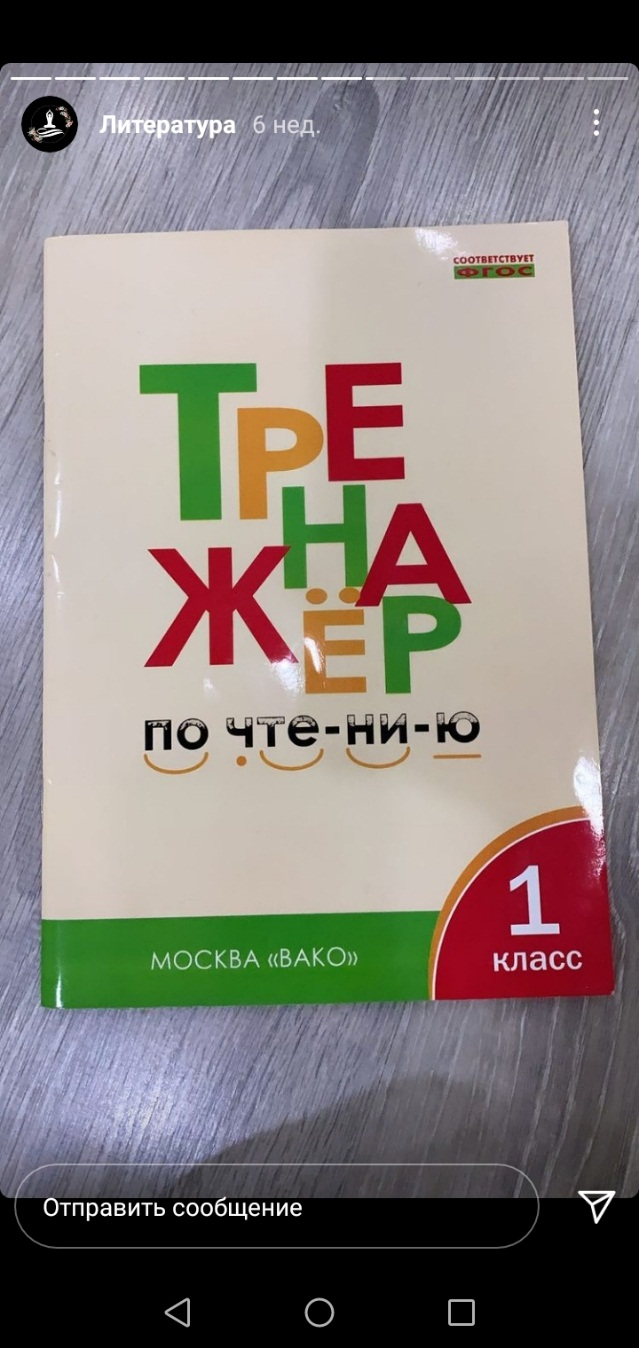 Литература 6 нед.
СООТВЕТСТВУЕТ
ФГОС
ТРЕ
НА
ЖЁР
по чте-ни-ю
1
класс
МОСКВА «ВАКО»
Отправить сообщение